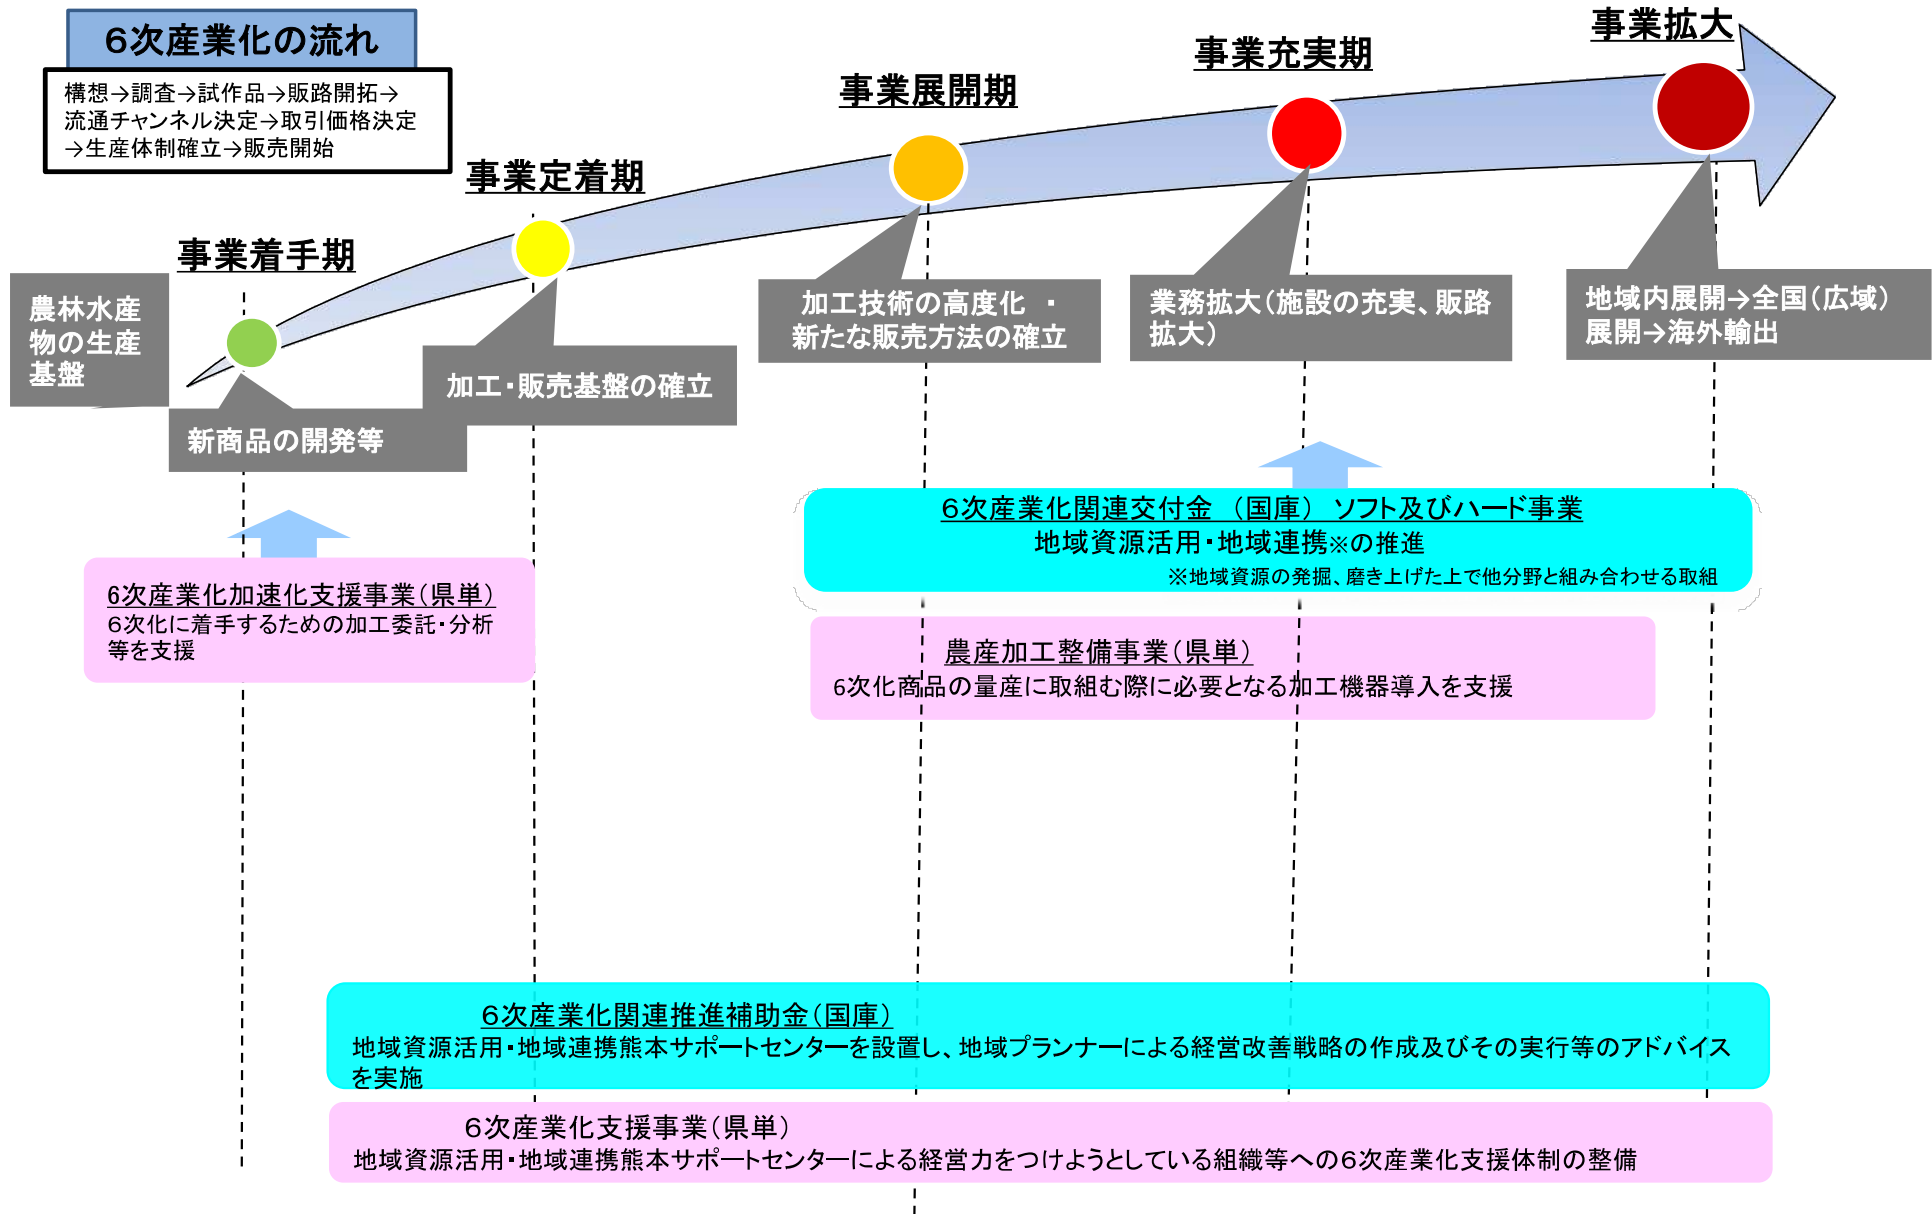 6次産業化の流れ
構想→調査→試作品→販路開拓→
流通チャンネル決定→取引価格決定
→生産体制確立→販売開始
事業着手期
事業定着期
事業展開期
事業充実期
事業拡大
農林水産
物の生産
基盤
新商品の開発等
加工・販売基盤の確立
加工技術の高度化　・
新たな販売方法の確立
業務拡大（施設の充実、販路
拡大）
地域内展開→全国（広域）
展開→海外輸出
6次産業化関連交付金　（国庫）　ソフト及びハード事業
地域資源活用・地域連携※の推進
※地域資源の発掘、磨き上げた上で他分野と組み合わせる取組
6次産業化加速化支援事業（県単）
6次化に着手するための加工委託・分析
等を支援
農産加工整備事業（県単）
6次化商品の量産に取組む際に必要となる加工機器導入を支援
6次産業化関連推進補助金（国庫）
地域資源活用・地域連携熊本サポートセンターを設置し、地域プランナーによる経営改善戦略の作成及びその実行等のアドバイス
を実施
6次産業化支援事業（県単）
地域資源活用・地域連携熊本サポートセンターによる経営力をつけようとしている組織等への6次産業化支援体制の整備